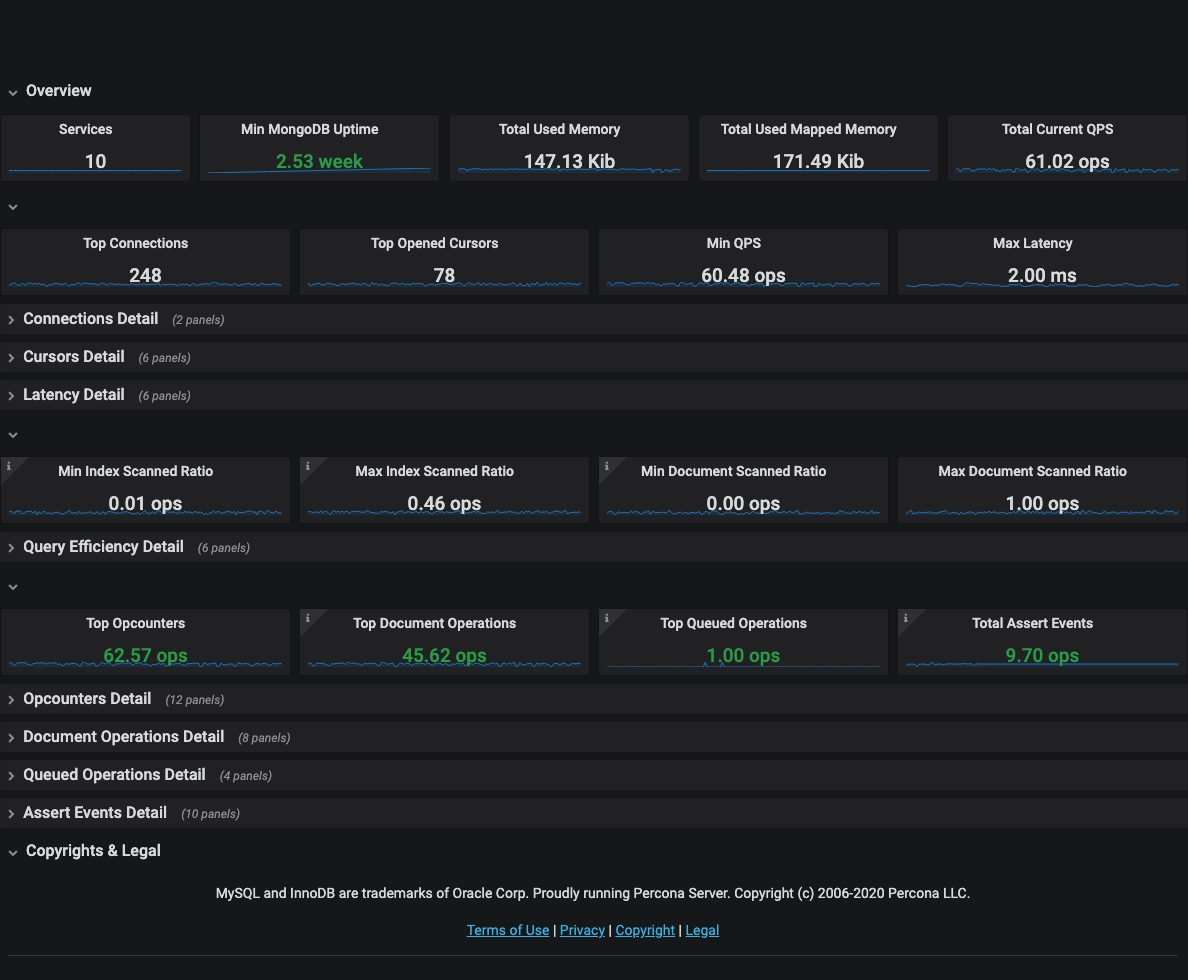 Overview
Services
Min MongoDB Uptime
Total Used Memory
Total Used Mapped Memory
Total Current QPS
10
2.53 week
147.13 Kib
171.49 Kib
61.02 ops
Top Connections
Top Opened Cursors
Min QPS
Max Latency
248
78
60.48 ops
2.00 ms
Connections Detail (2 panels)
Cursors Detail (6 panels)
Latency Detail (6 panels)
Min Index Scanned Ratio
Max Index Scanned Ratio
Min Document Scanned Ratio
Max Document Scanned Ratio
0.01 ops
0.46 ops
0.00 ops
1.00 ops
Query Efficiency Detail (6 panels)
Top Opcounters
Top Document Operations
Top Queued Operations
Total Assert Events
62.57 ops
45.62 ops
1.00 ops
9.70 ops
Opcounters Detail (12 panels)
Document Operations Detail (8 panels)
Queued Operations Detail (4 panels)
Assert Events Detail (10 panels)
Copyrights & Legal
MySQL and InnoDB are trademarks of Oracle Corp. Proudly running Percona Server. Copyright (c) 2006-2020 Percona LLC.
Terms of Use | Privacy | Copyright | Legal